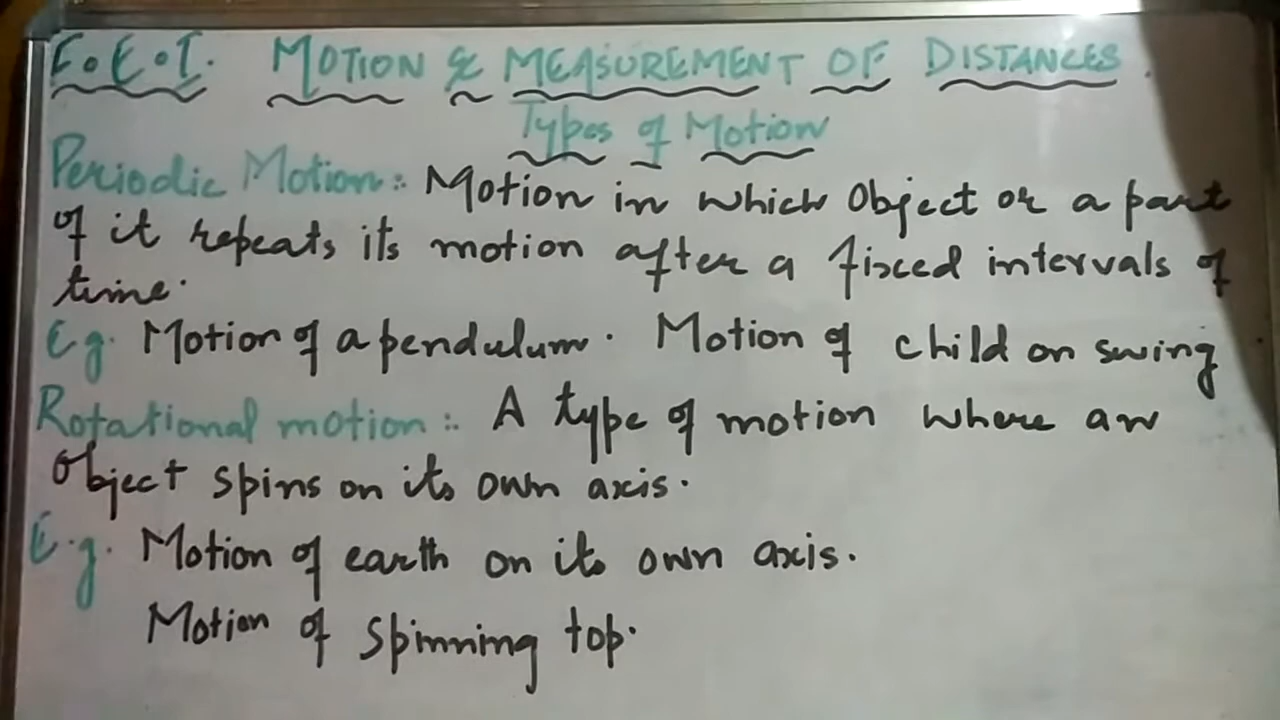 MOTION & MEASUREMENT OF DISTANCES.
Types of Motion
Periodic Motion:- Motion in which Object or a part
of it repeats its motion after a fixed intervals of
time.
Eg. Motion of a pendulum. Motion of child on swing
Rotational motion:- A type of motion where an
Object spins on its own axis.
E.g. Motion of earth on its own axis.
Motion of spinning top.